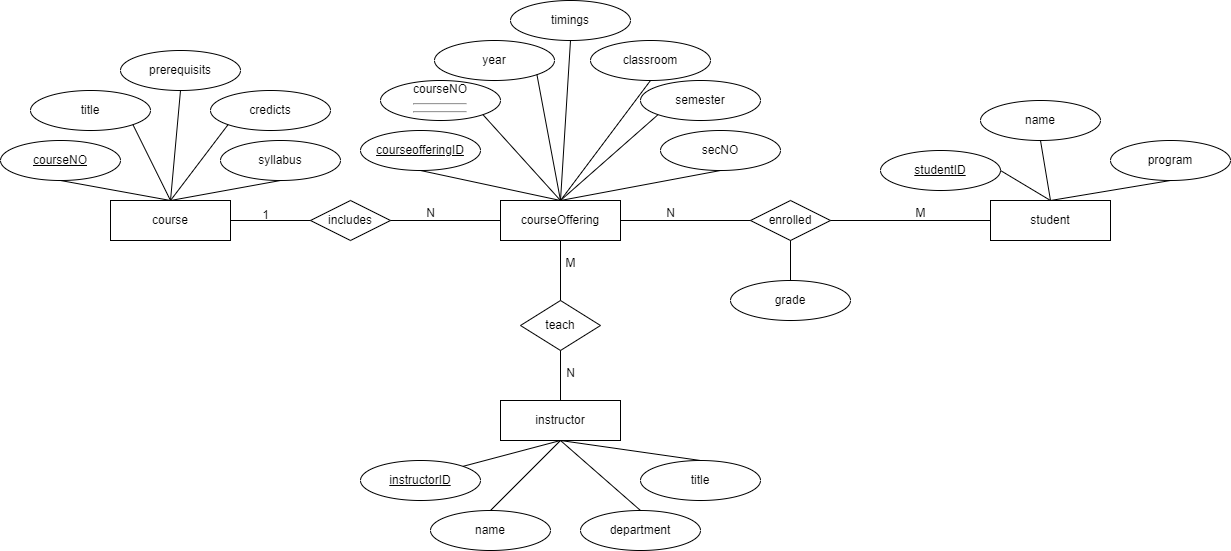 timings
year
classroom
prerequisits
courseNO
semester
title
credicts
courseNO
syllabus
courseofferingID
secNO
name
studentID
program
course
1
includes
N
courseOffering
N
enrolled
M
student
M
grade
teach
N
instructor
instructorID
title
name
department